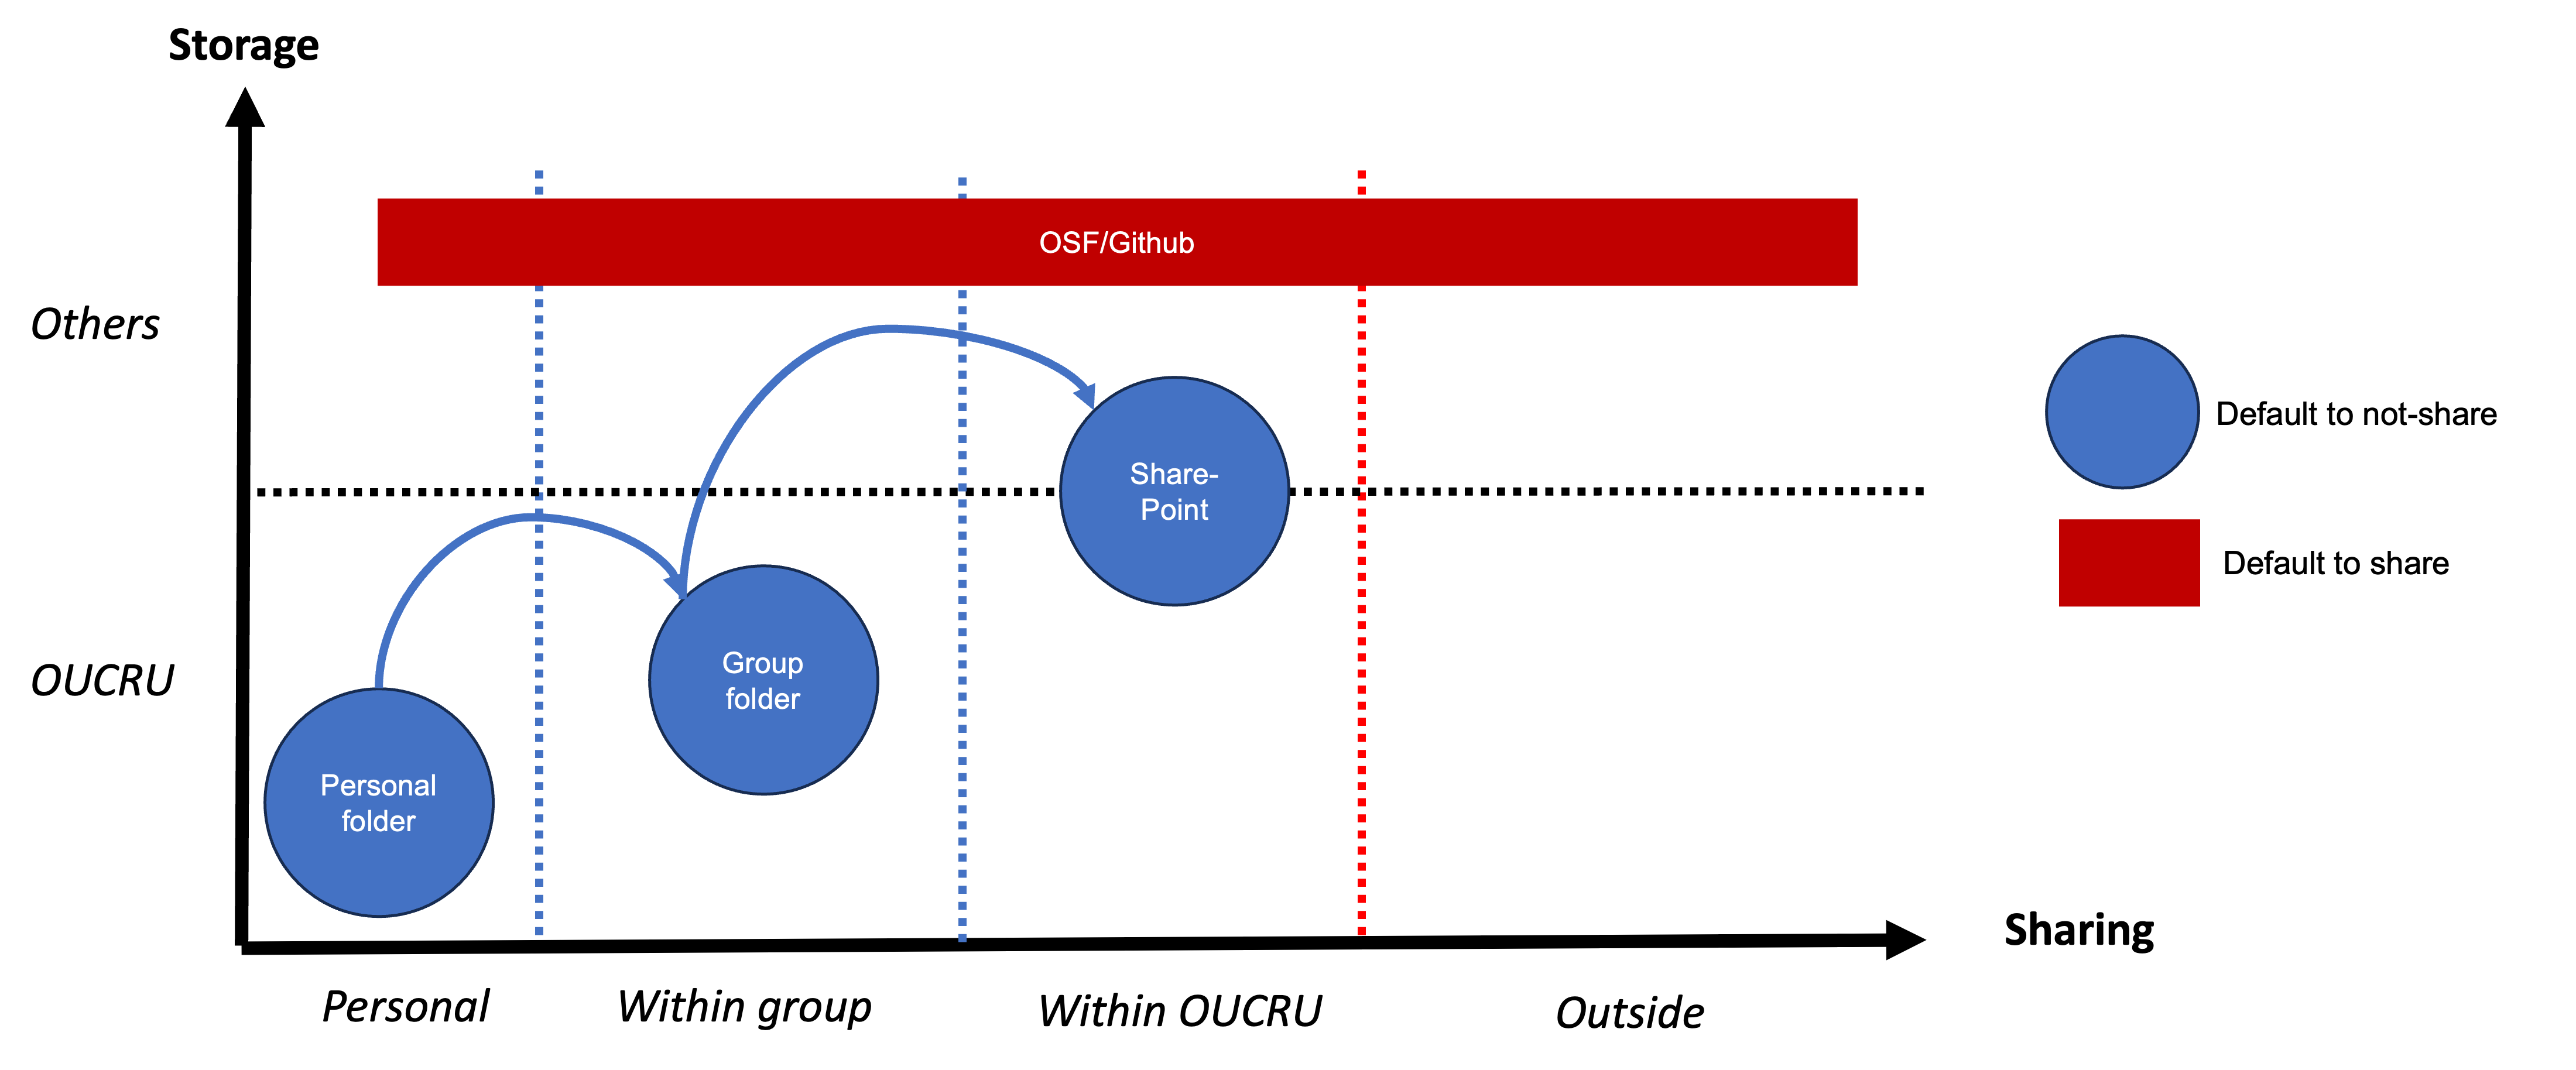 Storage
OSF/Github
Others
Default to not-share
Share-
Point
Default to share
Group
folder
OUCRU
Personal
folder
Sharing
Personal
Within group
Within OUCRU
Outside